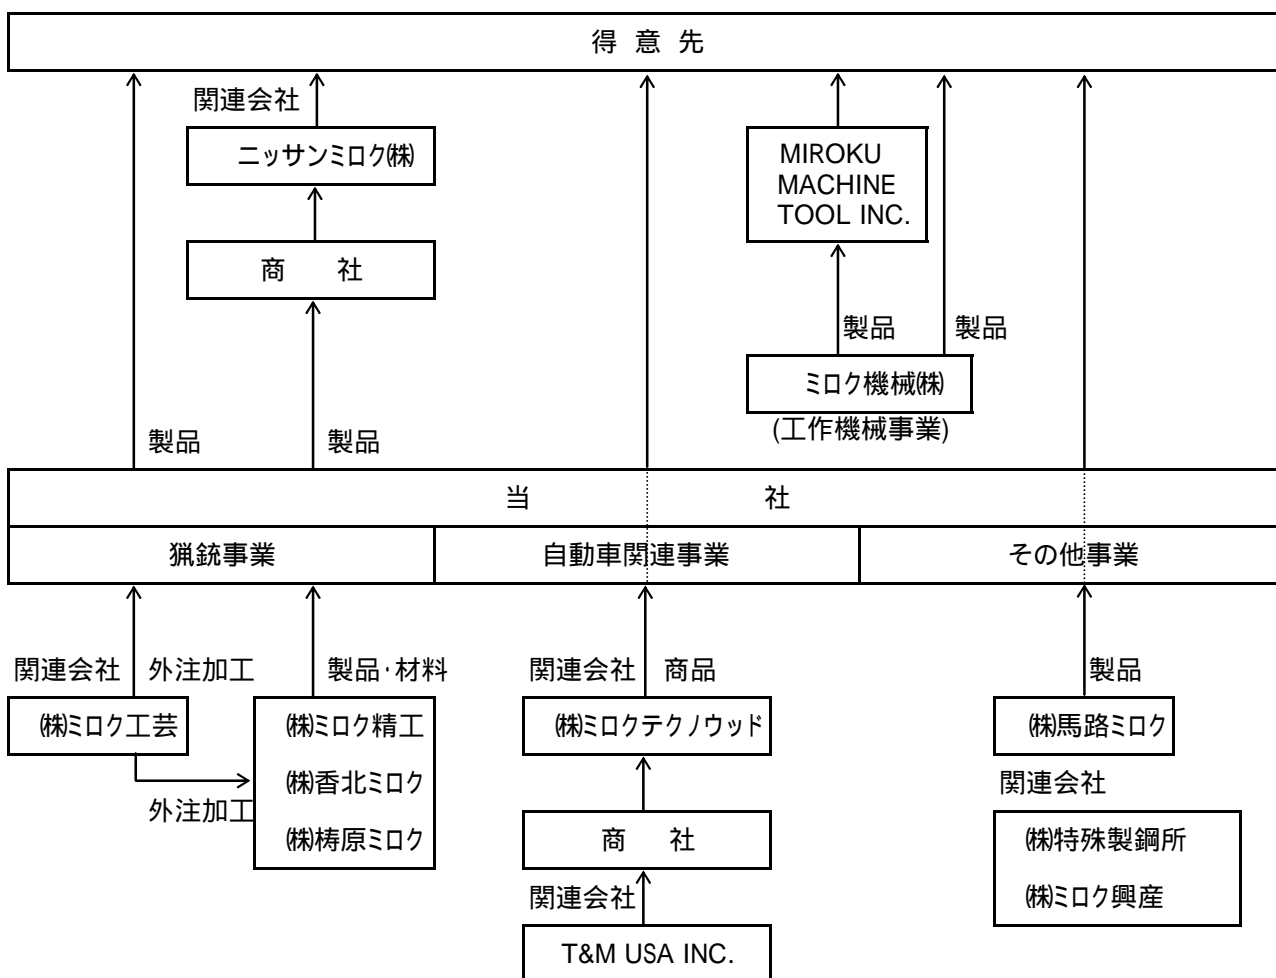 得 意 先
関連会社
ニッサンミロク㈱
MIROKU
MACHINE
TOOL INC.
商 社
製品 製品
ミロク機械㈱
(工作機械事業)
製品 製品
当 社
猟銃事業 自動車関連事業 その他事業
関連会社 外注加工 製品・材料 関連会社 商品 製品
㈱ミロク工芸 ㈱ミロク精工 ㈱ミロクテクノウッド ㈱馬路ミロク
㈱香北ミロク 関連会社
外注加工
㈱梼原ミロク 商 社 ㈱特殊製鋼所
関連会社 ㈱ミロク興産
T&M USA INC.